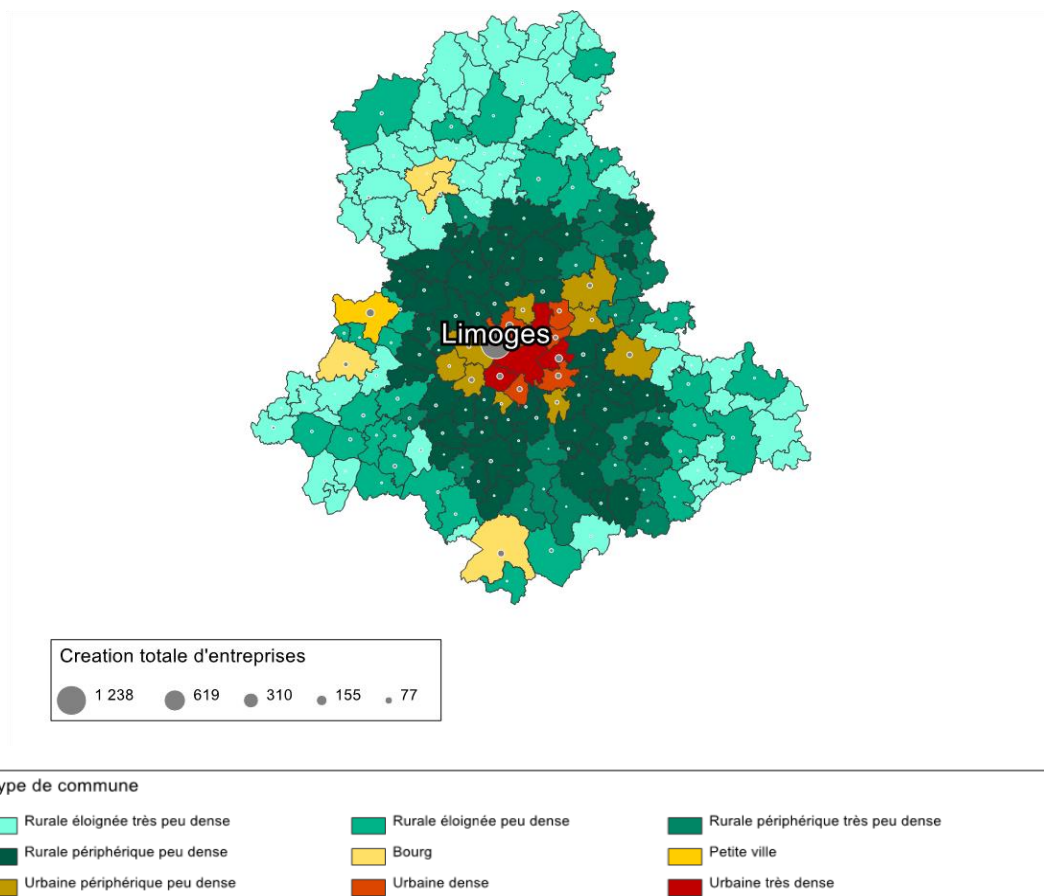 Limoges
Creation totale d'entreprises
1 238 619 310 155 77
ype de commune
Rurale éloignée très peu dense Rurale éloignée peu dense Rurale périphérique très peu dense
Rurale périphérique peu dense Bourg Petite ville
Urbaine périphérique peu dense Urbaine dense Urbaine très dense